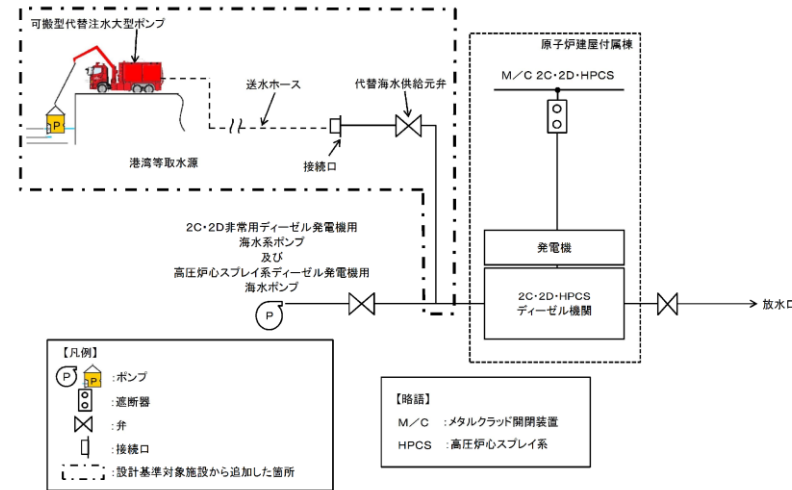 可搬型代替注水大型ポンプ
P
送水ホース
代替海水供給元弁
接続口
港湾等取水源
原子炉建屋付属棟
M／C 2C・2D・HPCS
発電機
2C・2D・HPCS
ディーゼル機関
放水口
2C・2D非常用ディーゼル発電機用
海水系ポンプ
及び
高圧炉心スプレイ系ディーゼル発電機用
海水ポンプ
P
【凡例】
P P :ポンプ
:遮断器
:弁
:接続口
:設計基準対象施設から追加した箇所
【略語】
M／C :メタルクラッド開閉装置
HPCS :高圧炉心スプレイ系